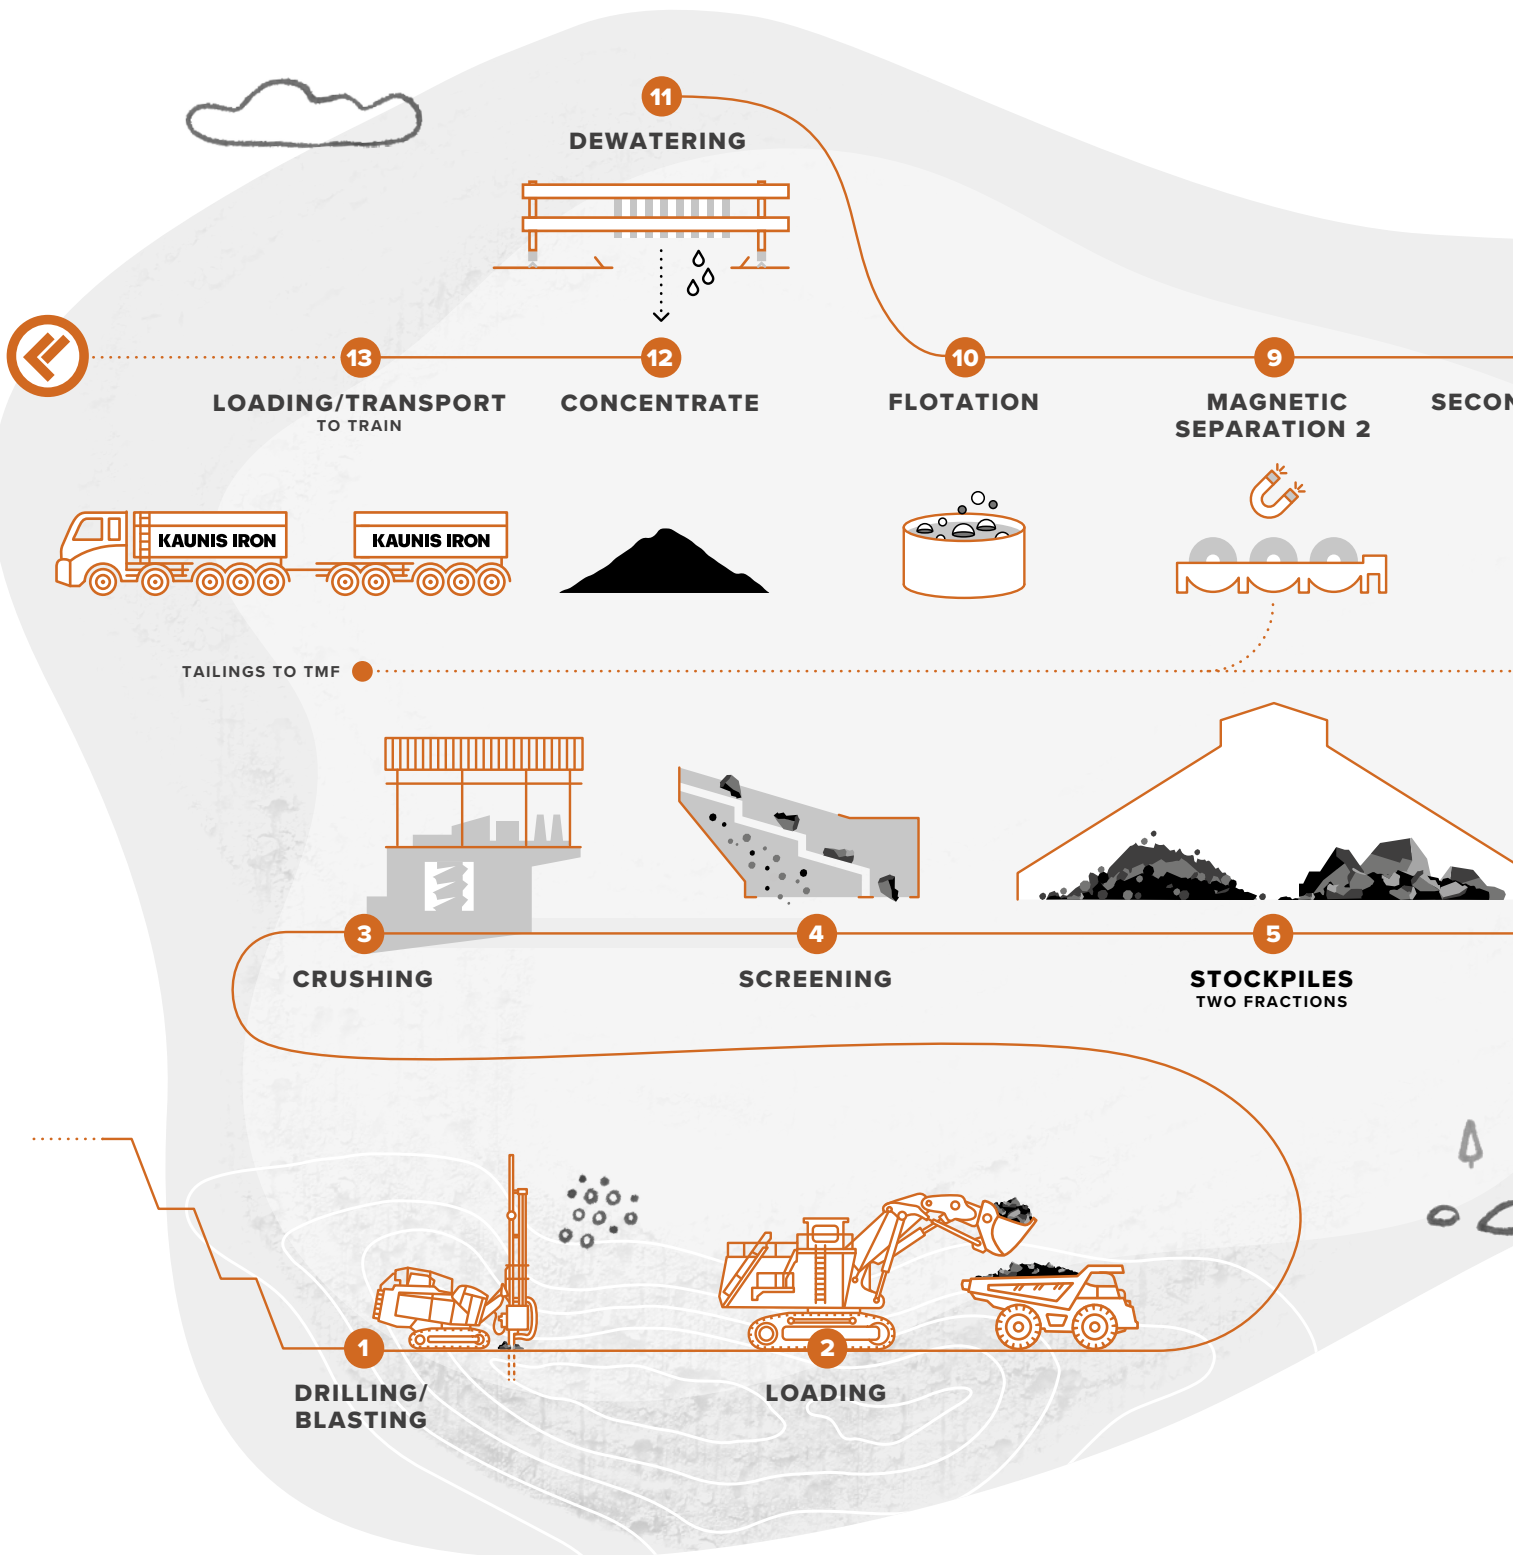 11
DEWATERING
13
12
10
9
LOADING/TRANSPORT
TO TRAIN
CONCENTRATE
FLOTATION
MAGNETIC
SEPARATION 2
SECON
KAUNIS IRON
KAUNIS IRON
TAILINGS TO TMF
3
CRUSHING
4
SCREENING
5
STOCKPILES
TWO FRACTIONS
1
DRILLING/
BLASTING
2
LOADING